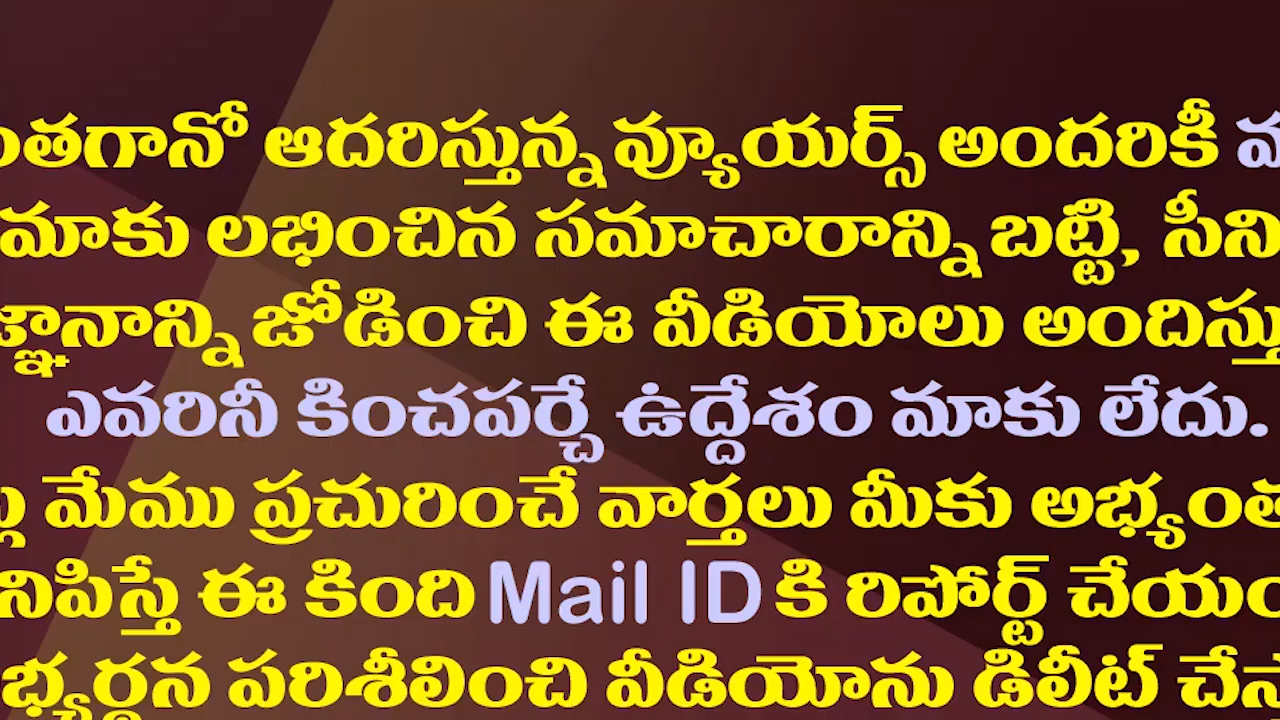 ంతగానో ఆదరిస్తున్న వ్యూయర్స్ అందరికీ
మాకు లభించిన సమాచారాన్ని బట్టి, సీని
జ్ఞానాన్ని జోడించి ఈ వీడియోలు అందిస్తు
ఎవరినీ కించపర్చే ఉద్దేశం మాకు లేదు.
మేము ప్రచురించే వార్తలు మీకు అభ్యంత
నిపిస్తే ఈ కింది Mail ID కి రిపోర్ట్ చేయం
భ్యర్థన పరిశీలించి వీడియోను డిలీట్ చేస